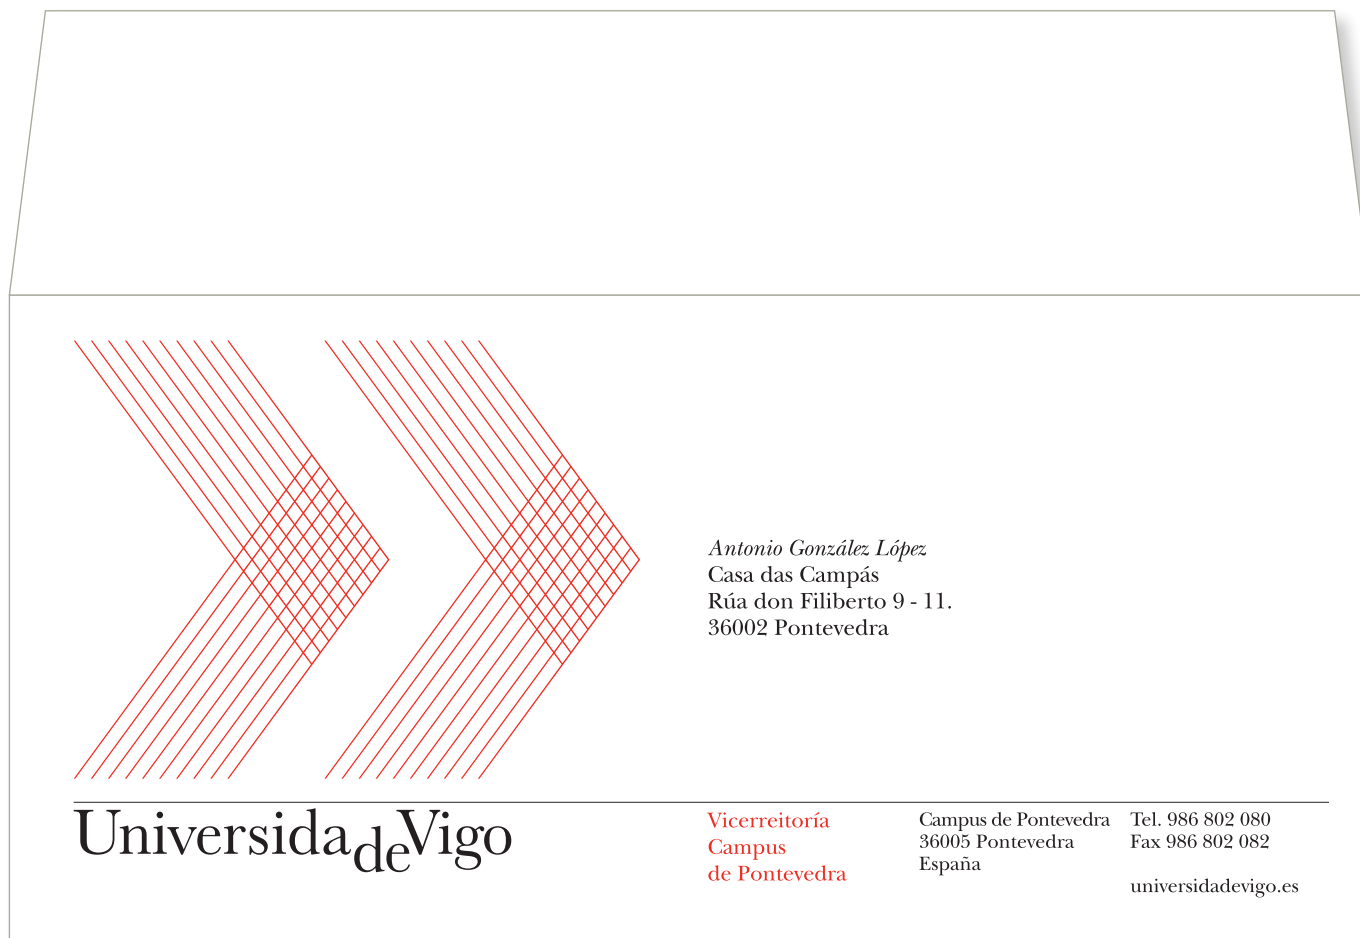 Antonio González López
Casa das Campás
Rúa don Filiberto 9 - 11.
36002 Pontevedra
UniversidadeVigo
Vicerreitoría
Campus
de Pontevedra
Campus de Pontevedra
36005 Pontevedra
España
Tel. 986 802 080
Fax 986 802 082
universidadevigo.es